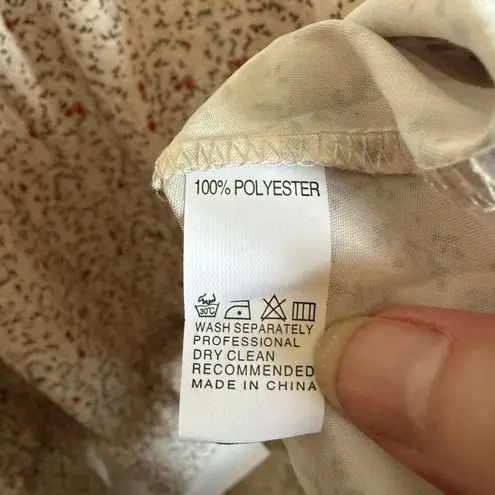 100% POLYESTER
30°C
WASH SEPARATELY
PROFESSIONAL
DRY CLEAN
RECOMMENDED
MADE IN CHINA